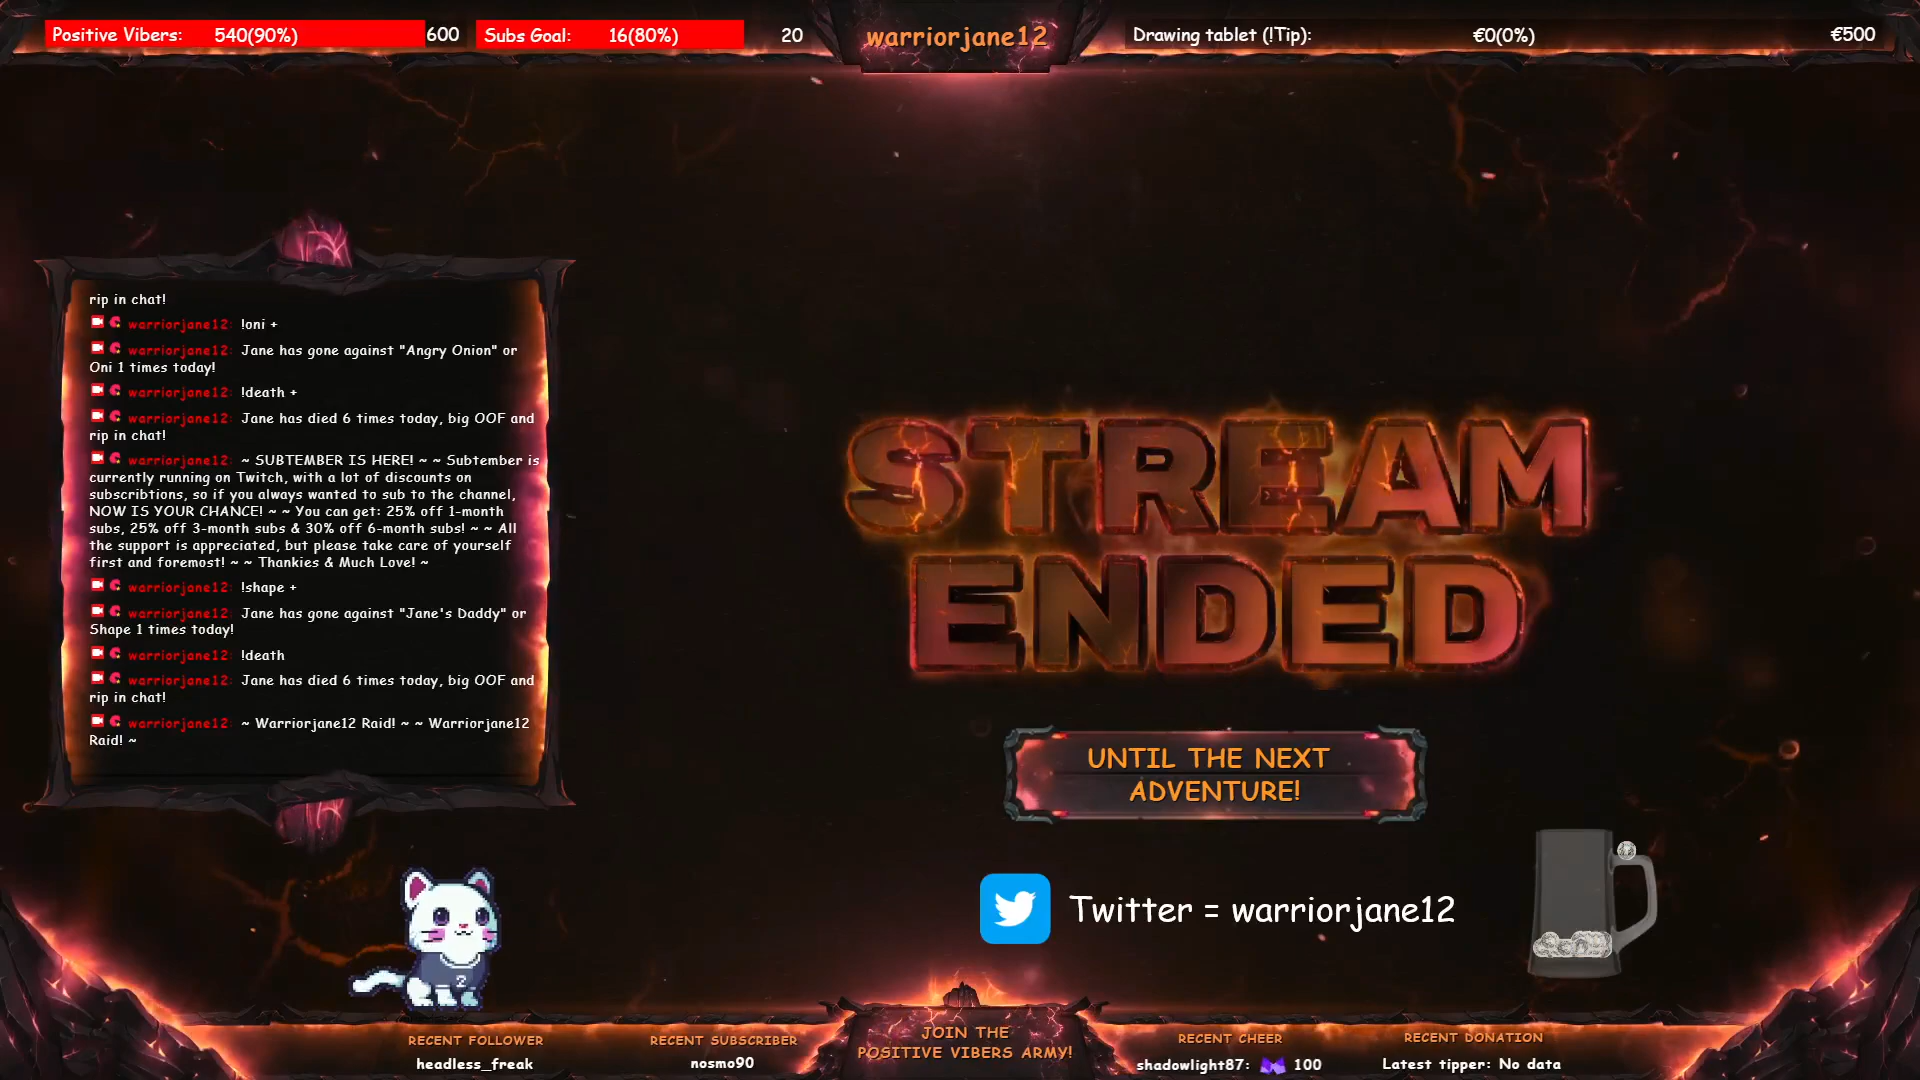 Positive Vibers: 540(90%) 600 Subs Goal: 16(80%) 20 warriorjane12 Drawing tablet (!Tip): €0(0%) €500
rip in chat!
warriorjane12: !oni +
warriorjane12: Jane has gone against "Angry Onion" or
Oni 1 times today!
warriorjane12: !death +
warriorjane12: Jane has died 6 times today, big OOF and
rip in chat!
warriorjane12: ~ SUBTEMBER IS HERE! ~ ~ Subtember is
currently running on Twitch, with a lot of discounts on
subscribtions, so if you always wanted to sub to the channel,
NOW IS YOUR CHANCE! ~ ~ You can get: 25% off 1-month
subs, 25% off 3-month subs & 30% off 6-month subs! ~ ~ All
the support is appreciated, but please take care of yourself
first and foremost! ~ ~ Thankies & Much Love! ~
warriorjane12: !shape +
warriorjane12: Jane has gone against "Jane's Daddy" or
Shape 1 times today!
warriorjane12: !death
warriorjane12: Jane has died 6 times today, big OOF and
rip in chat!
warriorjane12: ~ Warriorjane12 Raid! ~ ~ Warriorjane12
Raid! ~
STREAM
ENDED
UNTIL THE NEXT
ADVENTURE!
Twitter = warriorjane12
2
RECENT FOLLOWER
headless_freak
RECENT SUBSCRIBER
nosmo90
JOIN THE
POSITIVE VIBERS ARMY!
RECENT CHEER
shadowlight87: 100
RECENT DONATION
Latest tipper: No data